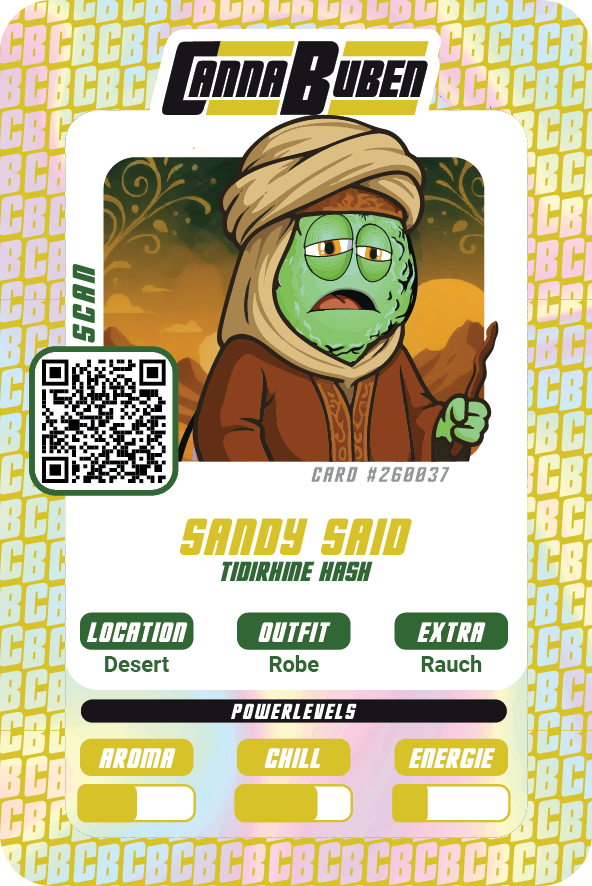 CANNABUBEN
SCAN
CARD #260037
SANDY SAID
TIDIRHINE HASH
LOCATION OUTFIT EXTRA
Desert Robe Rauch
POWERLEVELS
AROMA CHILL ENERGIE